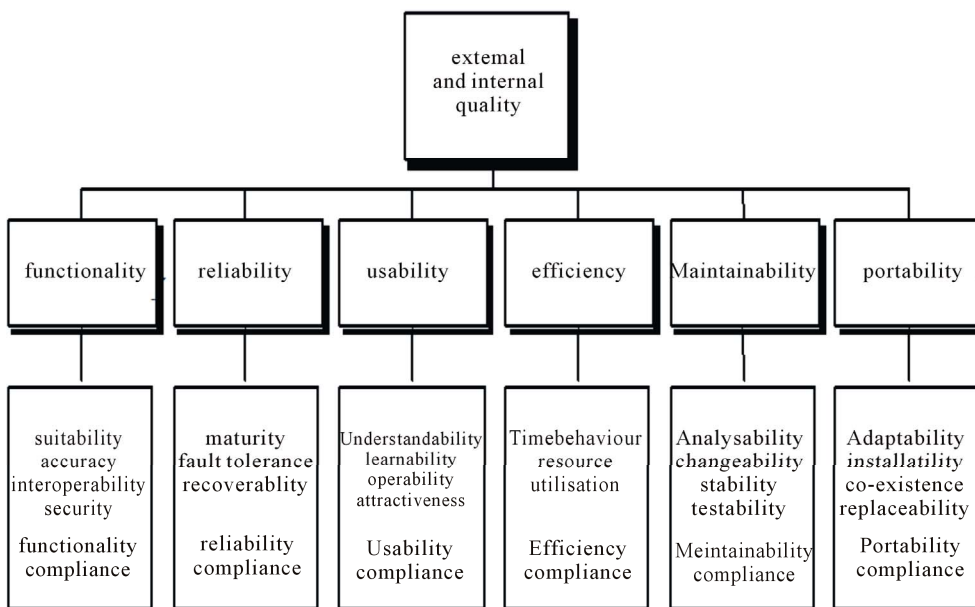 extemal
and internal
quality
functionality
reliability
usability
efficiency
Maintainability
portability
suitability
accuracy
interoperability
security
functionality
compliance
maturity
fault tolerance
recoverablity
reliability
compliance
Understandability
learnability
operability
attractiveness
Usability
compliance
Timebehaviour
resource
utilisation
Efficiency
compliance
Analysability
changeability
stability
testability
Meintainability
compliance
Adaptability
installatility
co-existence
replaceability
Portability
compliance